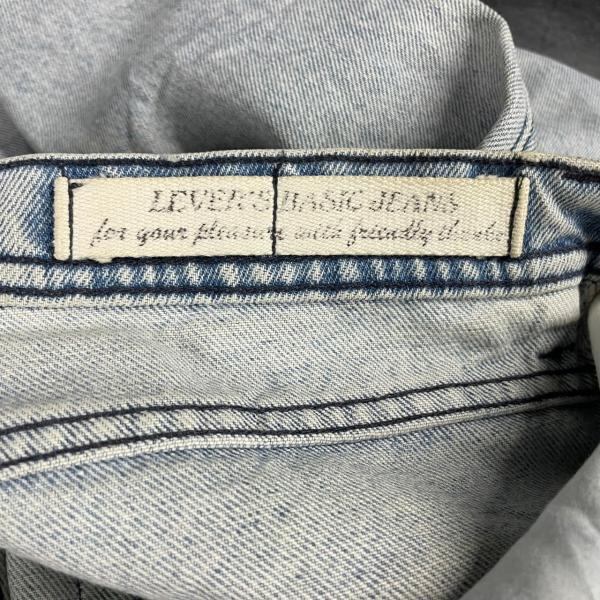 LEVER'S BASIC JEANS
for your pleasure with friendly